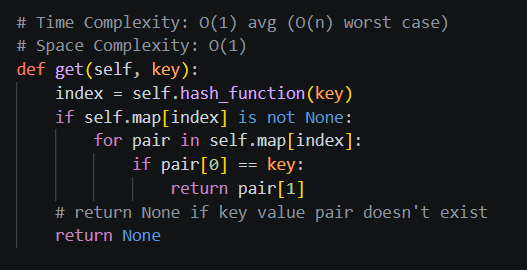 # Time Complexity: O(1) avg (O(n) worst case)
# Space Complexity: O(1)
def get(self, key):
    index = self.hash_function(key)
    if self.map[index] is not None:
        for pair in self.map[index]:
            if pair[0] == key:
                return pair[1]
    # return None if key value pair doesn't exist
    return None